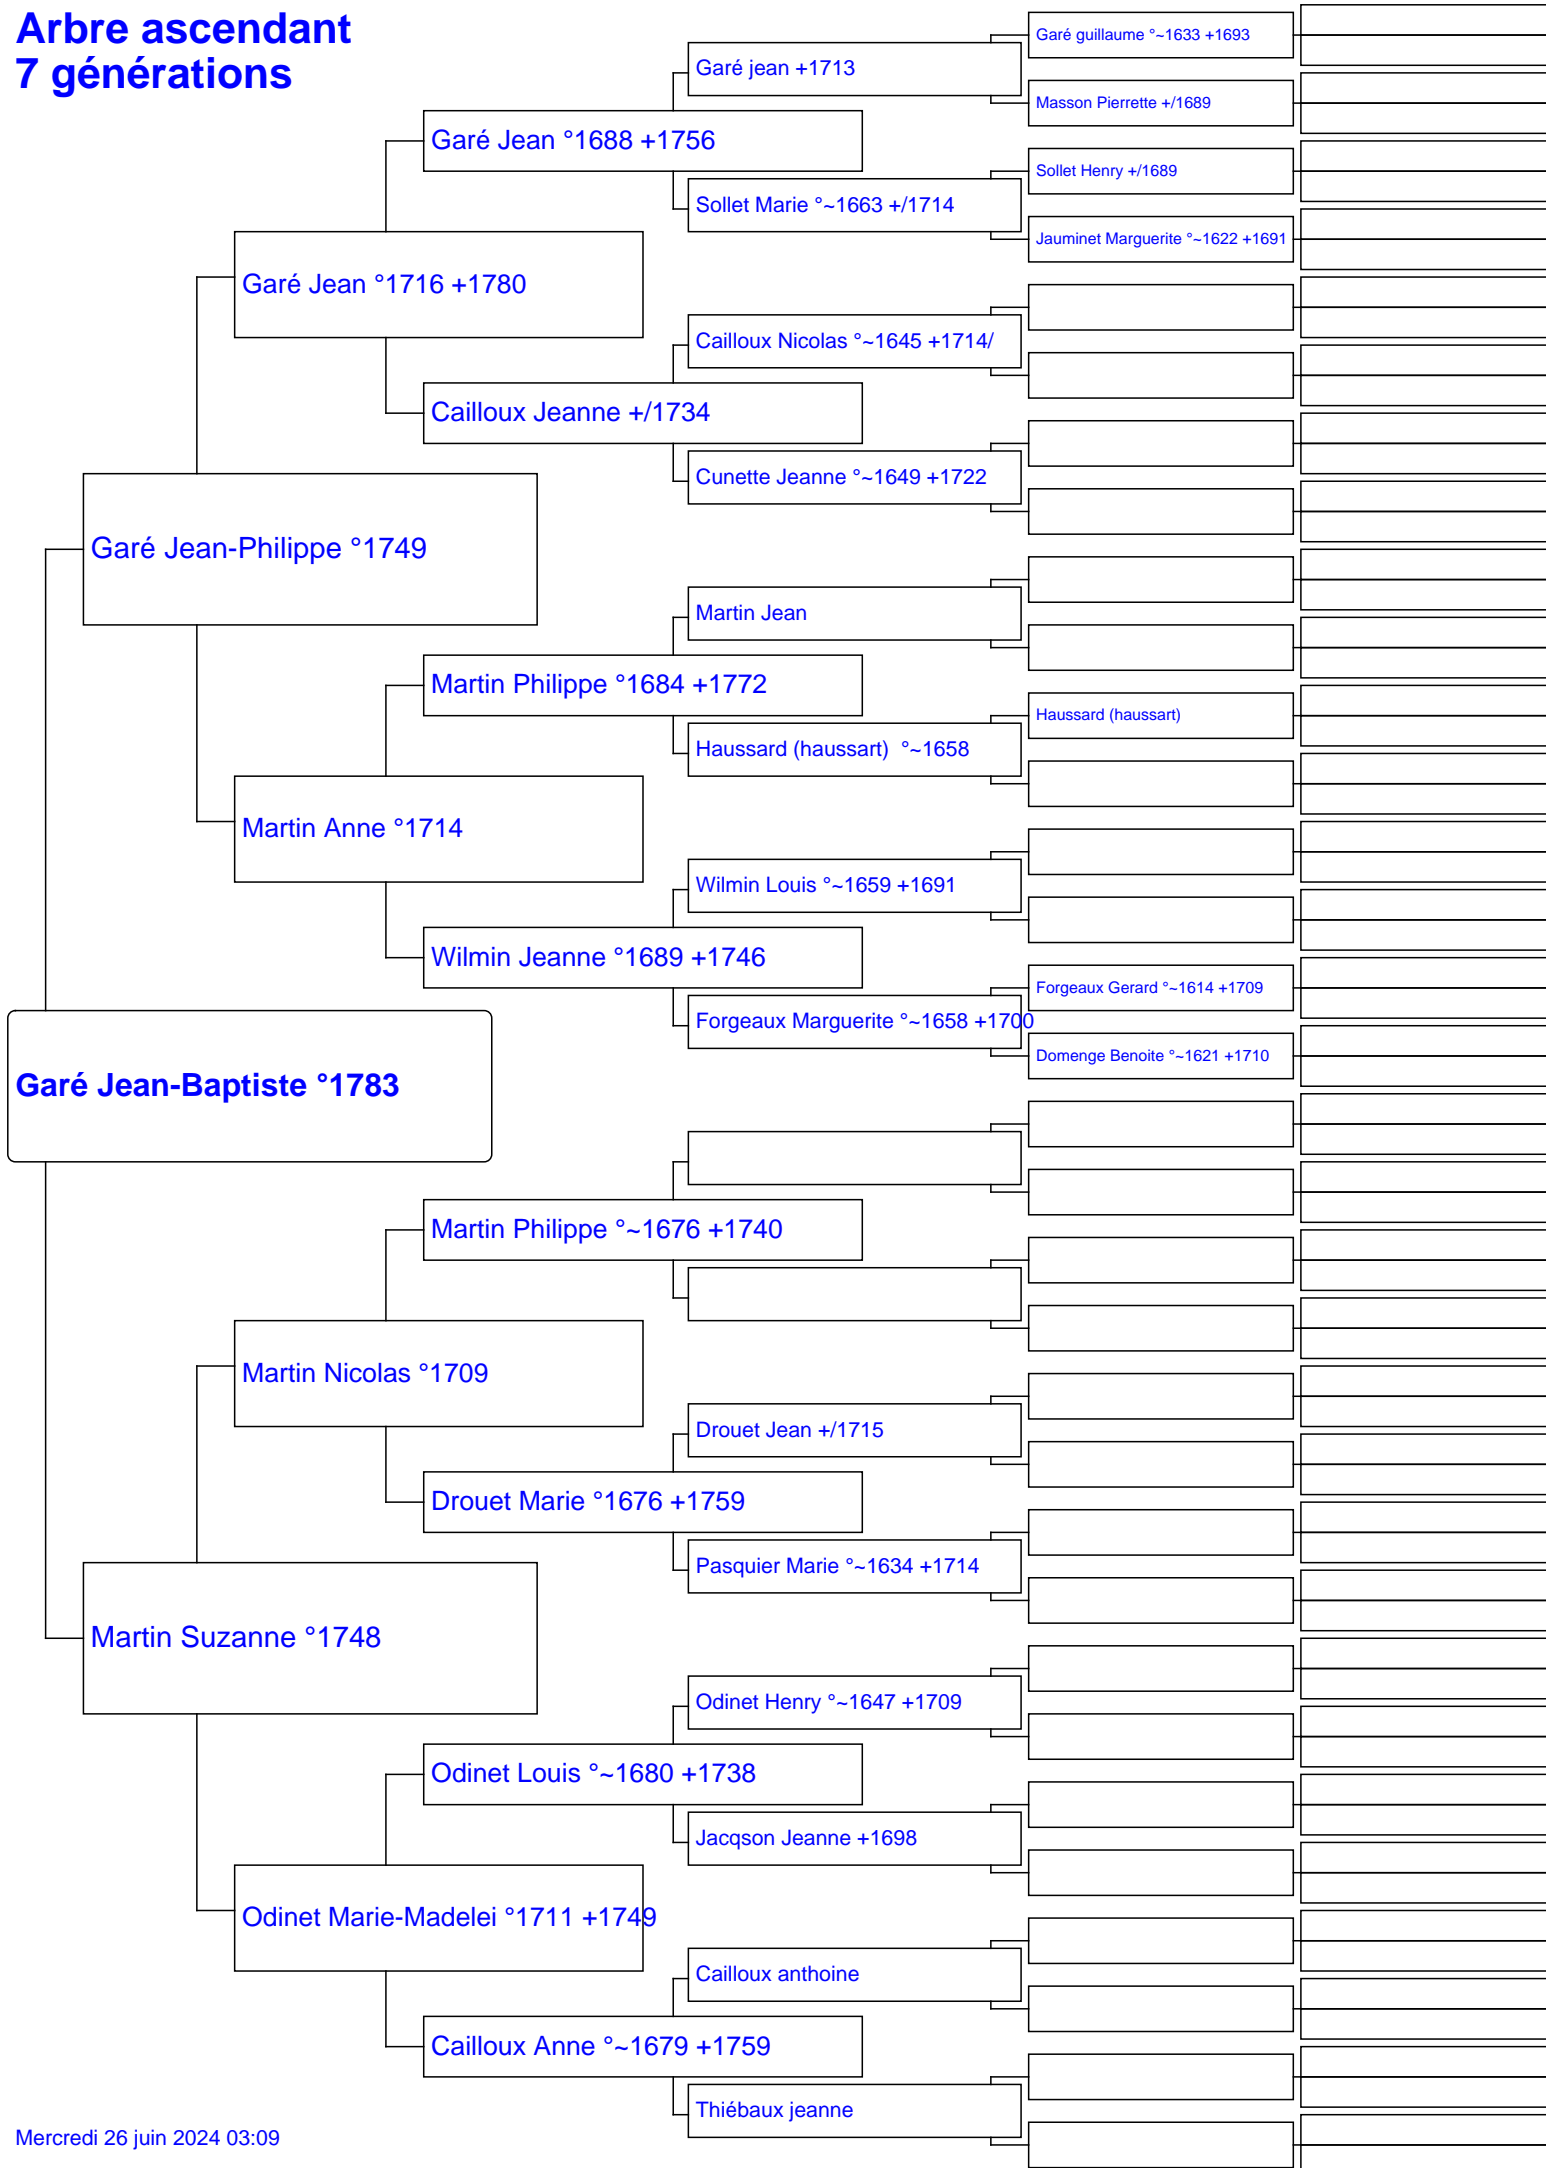 Arbre ascendant
7 générations
Garé guillaume °~1633 +1693
Garé jean +1713
Masson Pierrette +/1689
Garé Jean °1688 +1756
Sollet Henry +/1689
Sollet Marie °~1663 +/1714
Jauminet Marguerite °~1622 +1691
Garé Jean °1716 +1780
Cailloux Nicolas °~1645 +1714/
Cailloux Jeanne +/1734
Cunette Jeanne °~1649 +1722
Garé Jean-Philippe °1749
Martin Jean
Martin Philippe °1684 +1772
Haussard (haussart)
Haussard (haussart)  °~1658
Martin Anne °1714
Wilmin Louis °~1659 +1691
Wilmin Jeanne °1689 +1746
Forgeaux Gerard °~1614 +1709
Forgeaux Marguerite °~1658 +1700
Domenge Benoite °~1621 +1710
Garé Jean-Baptiste °1783
Martin Philippe °~1676 +1740
Martin Nicolas °1709
Drouet Jean +/1715
Drouet Marie °1676 +1759
Pasquier Marie °~1634 +1714
Martin Suzanne °1748
Odinet Henry °~1647 +1709
Odinet Louis °~1680 +1738
Jacqson Jeanne +1698
Odinet Marie-Madelei °1711 +1749
Cailloux anthoine
Cailloux Anne °~1679 +1759
Thiébaux jeanne
Mercredi 26 juin 2024 03:09